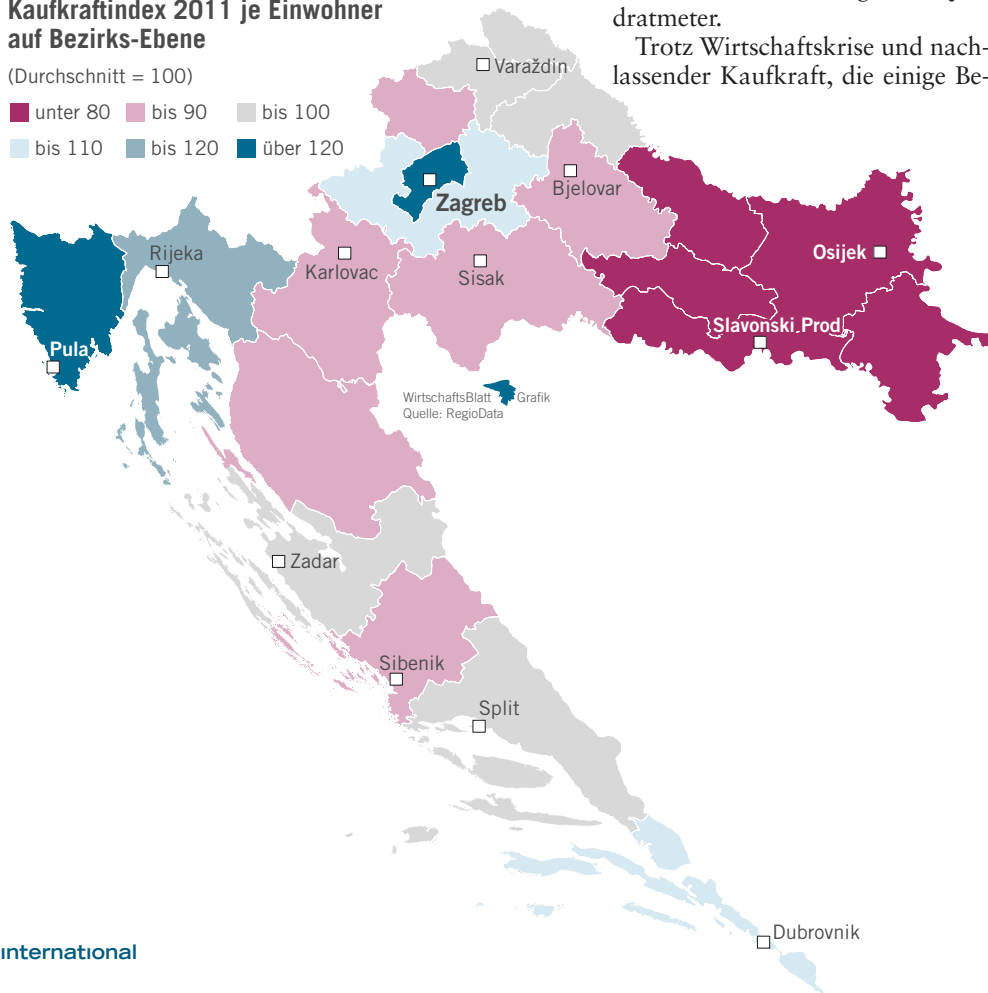 Kaufkraftindex 2011 je Einwohner
auf Bezirks-Ebene
(Durchschnitt = 100)
unter 80 bis 90 bis 100
bis 110 bis 120 über 120
dratmeter.
Trotz Wirtschaftskrise und nach-
lassender Kaufkraft, die einige Be-
Varaždin
Zagreb
Bjelovar
Rijeka
Karlovac
Sisak
Osijek
Slavonski.Prod
Pula
WirtschaftsBlatt Grafik
Quelle: RegioData
Zadar
Sibenik
Split
Dubrovnik
international